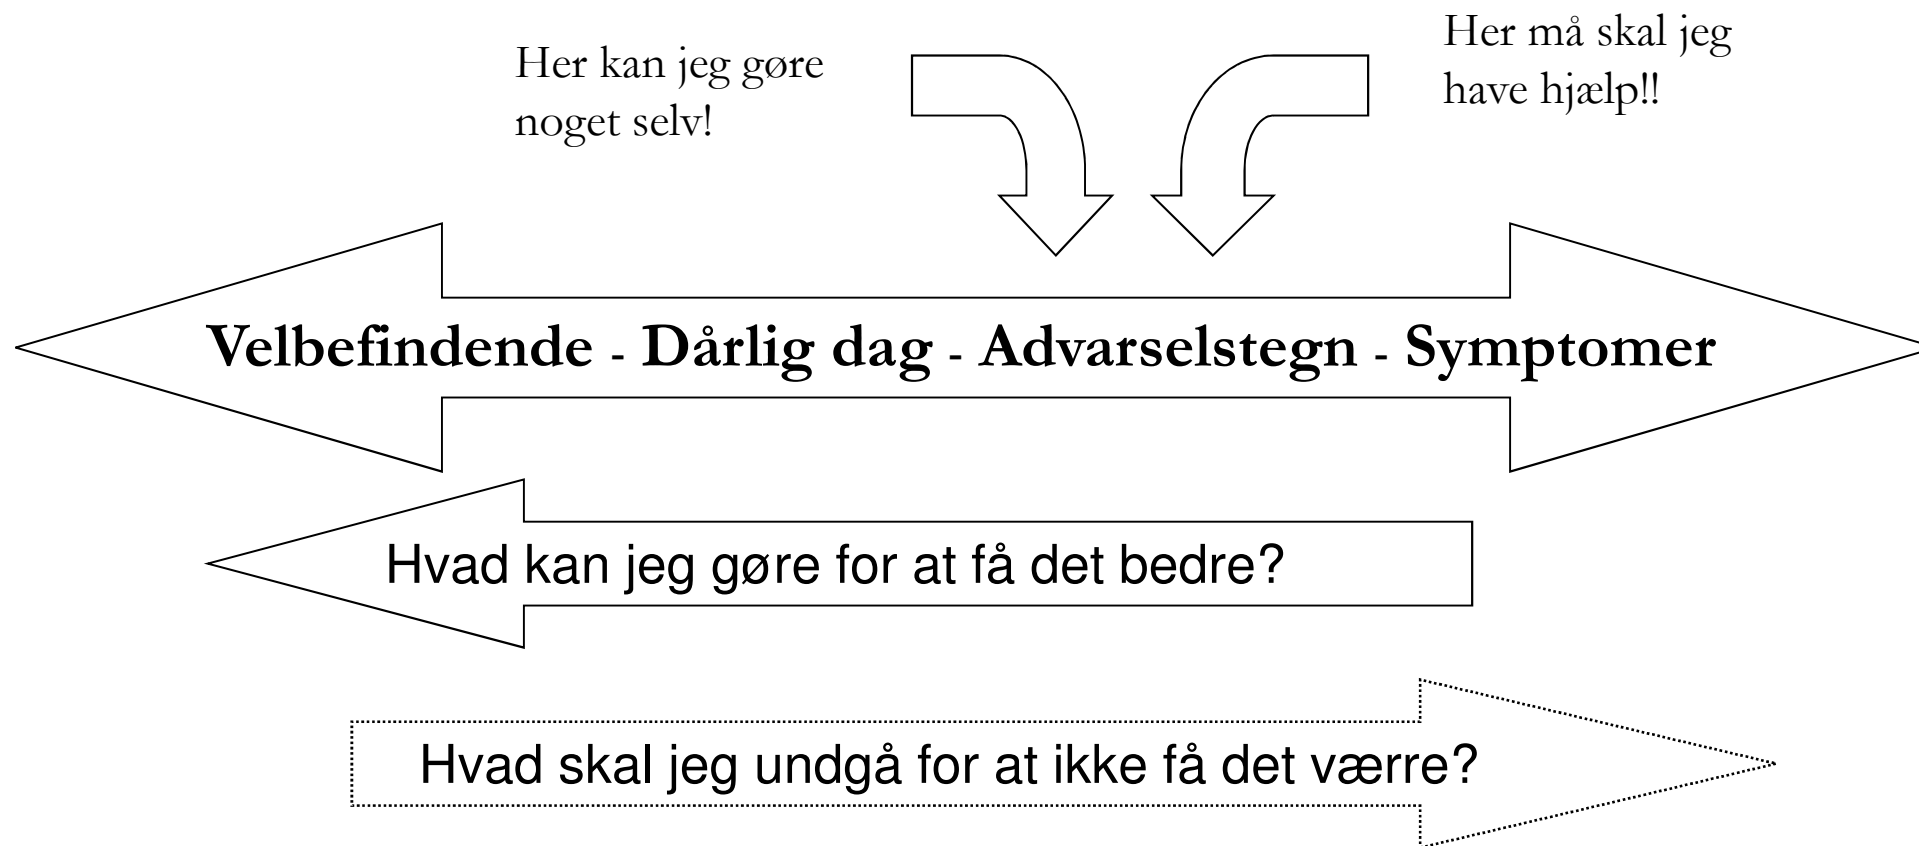 Her kan jeg gøre
noget selv!
Her må skal jeg
have hjælp!!
Velbefindende - Dårlig dag - Advarselstegn - Symptomer
Hvad kan jeg gøre for at få det bedre?
Hvad skal jeg undgå for at ikke få det værre?